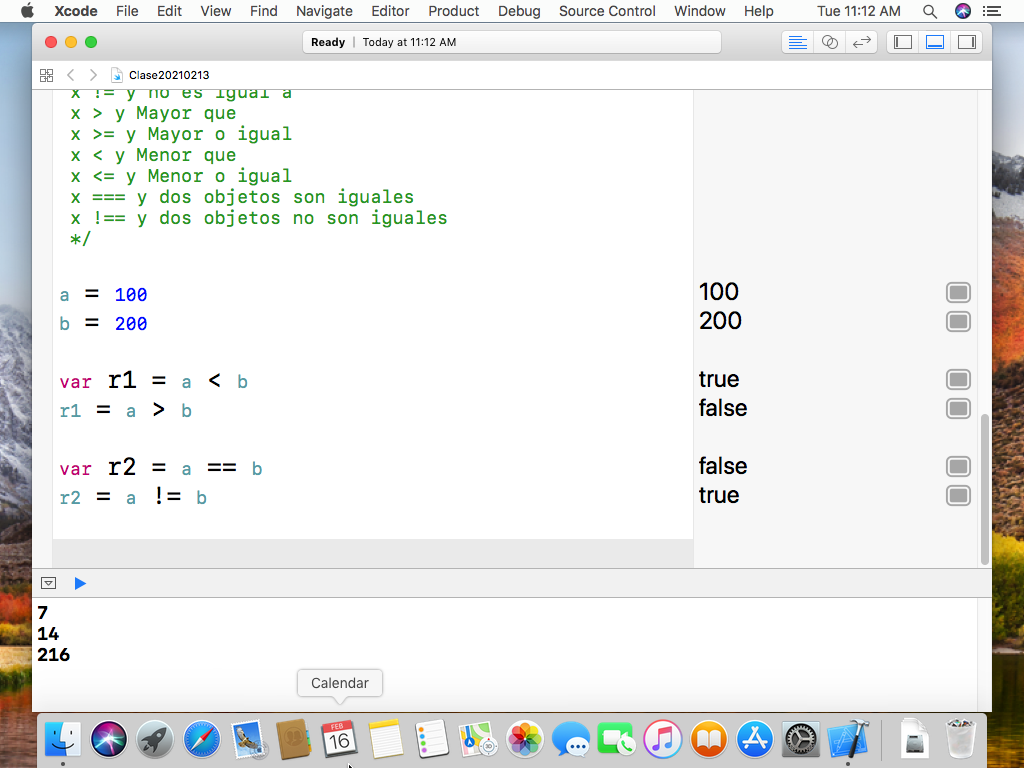 Xcode File Edit View Find Navigate Editor Product Debug Source Control Window Help Tue 11:12 AM
Ready | Today at 11:12 AM
Clase20210213
x != y no es igual a
x > y Mayor que
x >= y Mayor o igual
x < y Menor que
x <= y Menor o igual
x === y dos objetos son iguales
x !== y dos objetos no son iguales
*/
a = 100 100
b = 200 200
var r1 = a < b true
r1 = a > b false
var r2 = a == b false
r2 = a != b true
7
14
216
Calendar
FEB
16